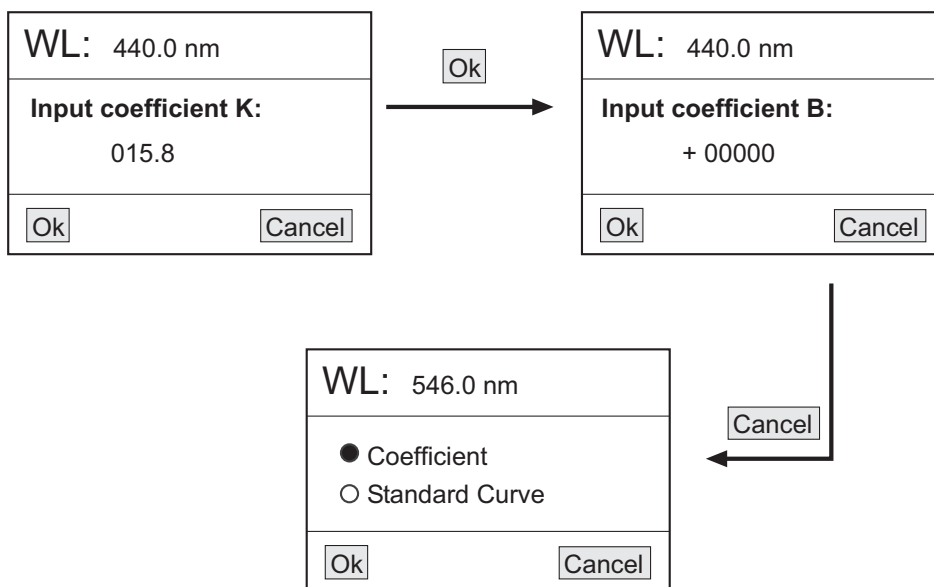 WL: 440.0 nm
Input coefficient K:
015.8
Ok Cancel
Ok
WL: 440.0 nm
Input coefficient B:
+ 00000
Ok Cancel
Cancel
WL: 546.0 nm
Coefficient
Standard Curve
Ok Cancel